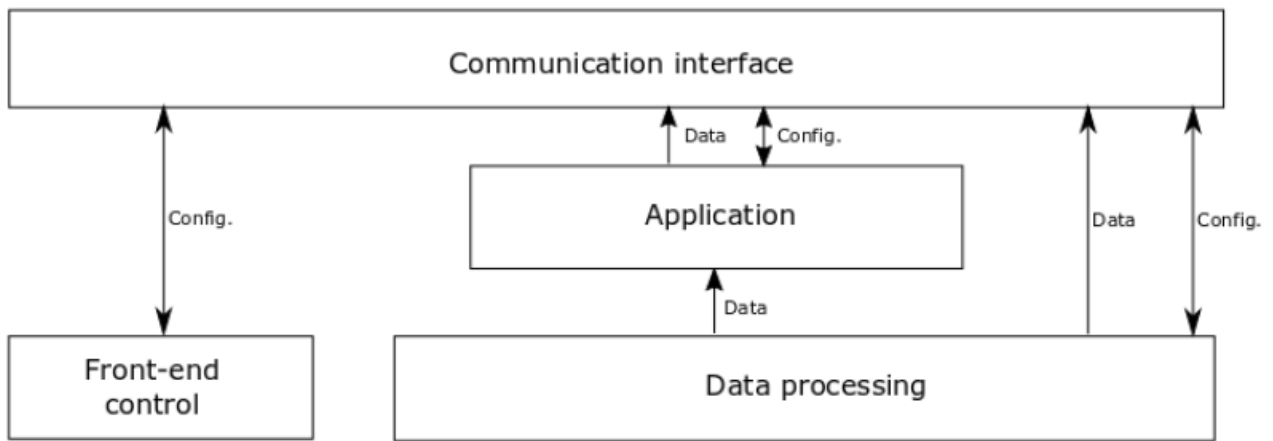 Communication interface
Data
Config.
Application
Config.
Data
Config.
Data
Front-end
control
Data processing